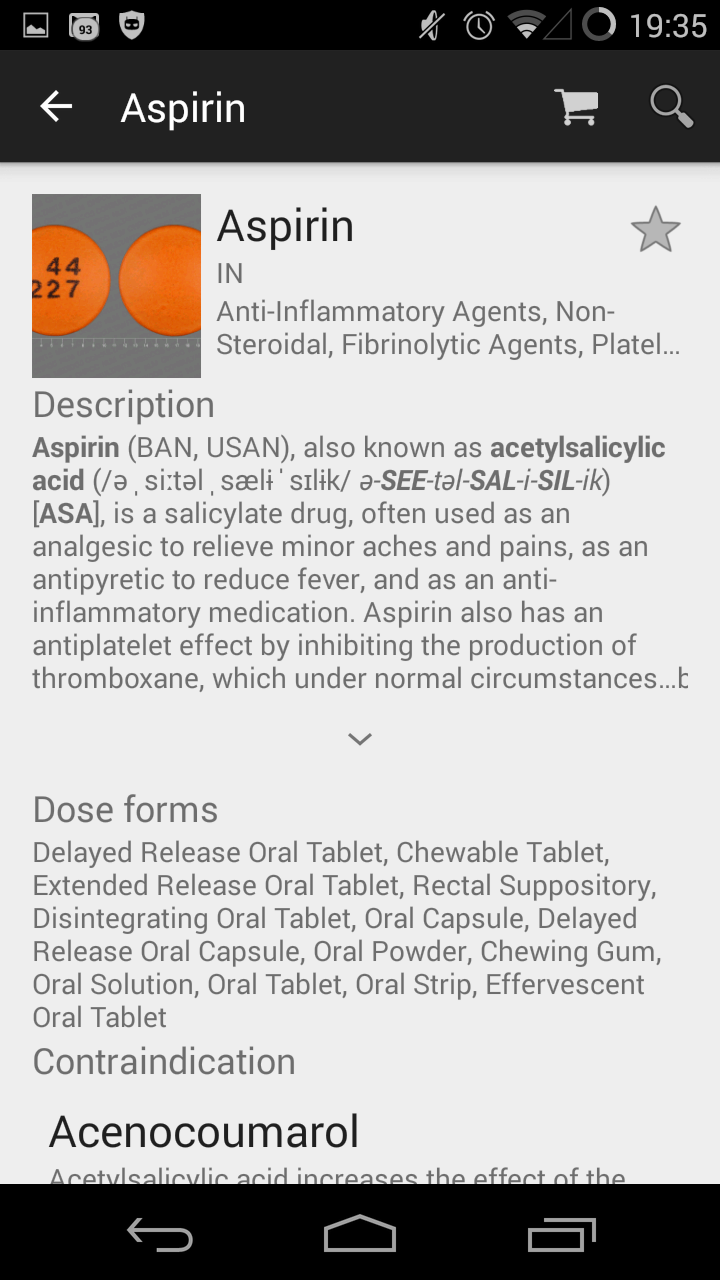 93
19:35
Aspirin
44
227
Aspirin
IN
Anti-Inflammatory Agents, Non-
Steroidal, Fibrinolytic Agents, Platel...
Description
Aspirin (BAN, USAN), also known as acetylsalicylic
acid (/əˌsiːtəlˌsælɨˈsɪlɨk/ ə-SEE-təl-SAL-i-SIL-ik)
[ASA], is a salicylate drug, often used as an
analgesic to relieve minor aches and pains, as an
antipyretic to reduce fever, and as an anti-
inflammatory medication. Aspirin also has an
antiplatelet effect by inhibiting the production of
thromboxane, which under normal circumstances...b
Dose forms
Delayed Release Oral Tablet, Chewable Tablet,
Extended Release Oral Tablet, Rectal Suppository,
Disintegrating Oral Tablet, Oral Capsule, Delayed
Release Oral Capsule, Oral Powder, Chewing Gum,
Oral Solution, Oral Tablet, Oral Strip, Effervescent
Oral Tablet
Contraindication
Acenocoumarol
Acetylsalicylic acid increases the effect of the